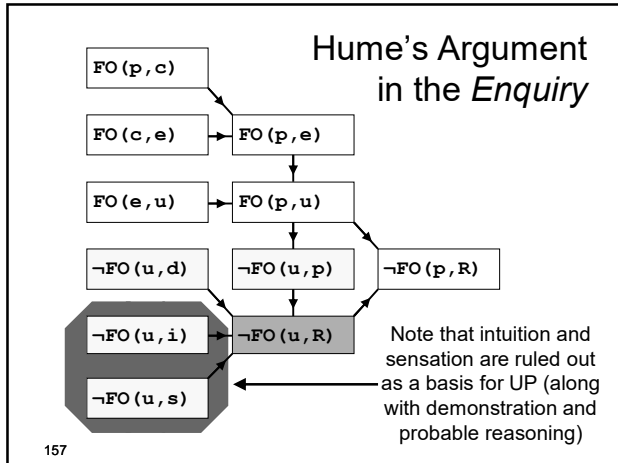 Hume's Argument
in the Enquiry
FO(p,c)
FO(c,e)
FO(p,e)
FO(e,u)
FO(p,u)
¬FO(u,d)
¬FO(u,p)
¬FO(p,R)
¬FO(u,i)
¬FO(u,R)
¬FO(u,s)
Note that intuition and
sensation are ruled out
as a basis for UP (along
with demonstration and
probable reasoning)
157